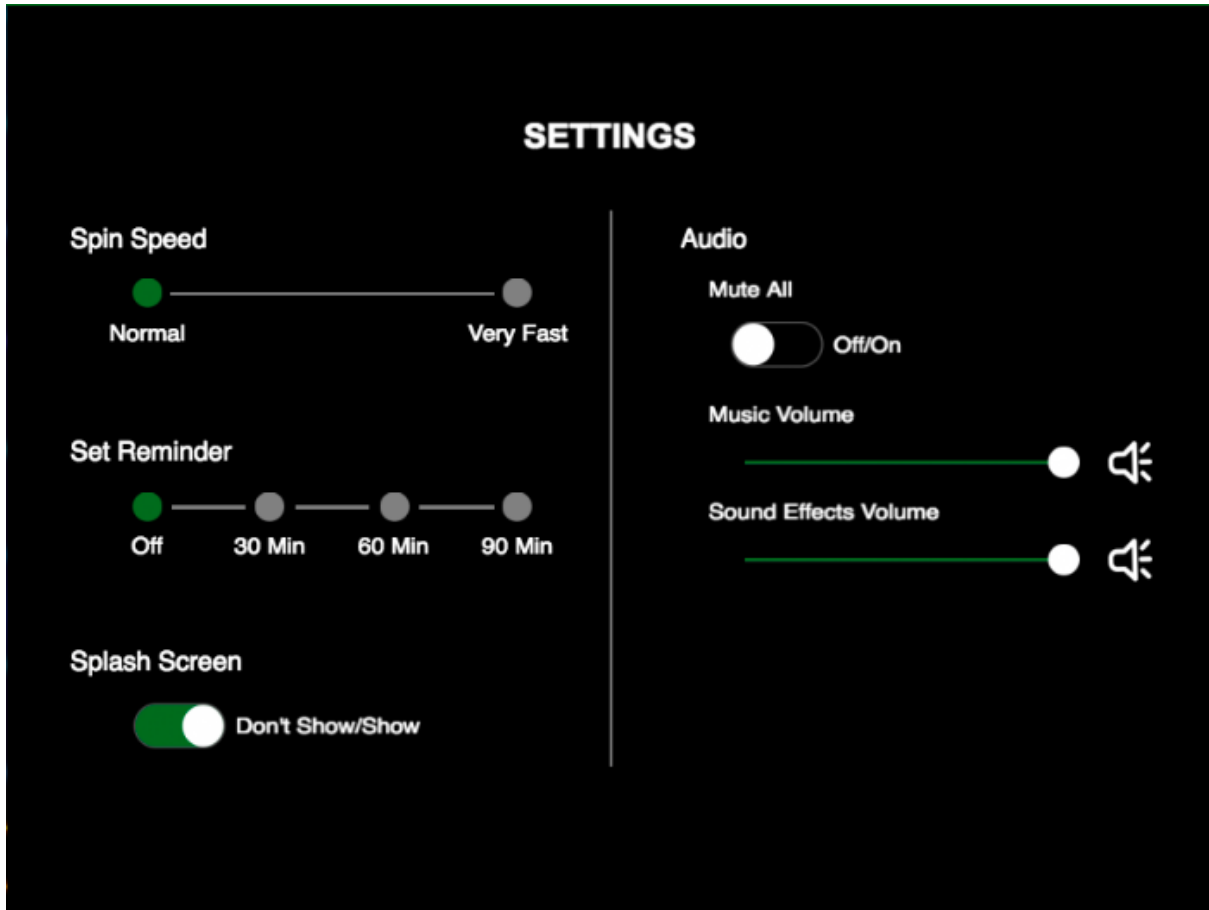 SETTINGS
Spin Speed
Normal
Very Fast
Set Reminder
Off
30 Min
60 Min
90 Min
Splash Screen
Don't Show/Show
Audio
Mute All
Off/On
Music Volume
Sound Effects Volume